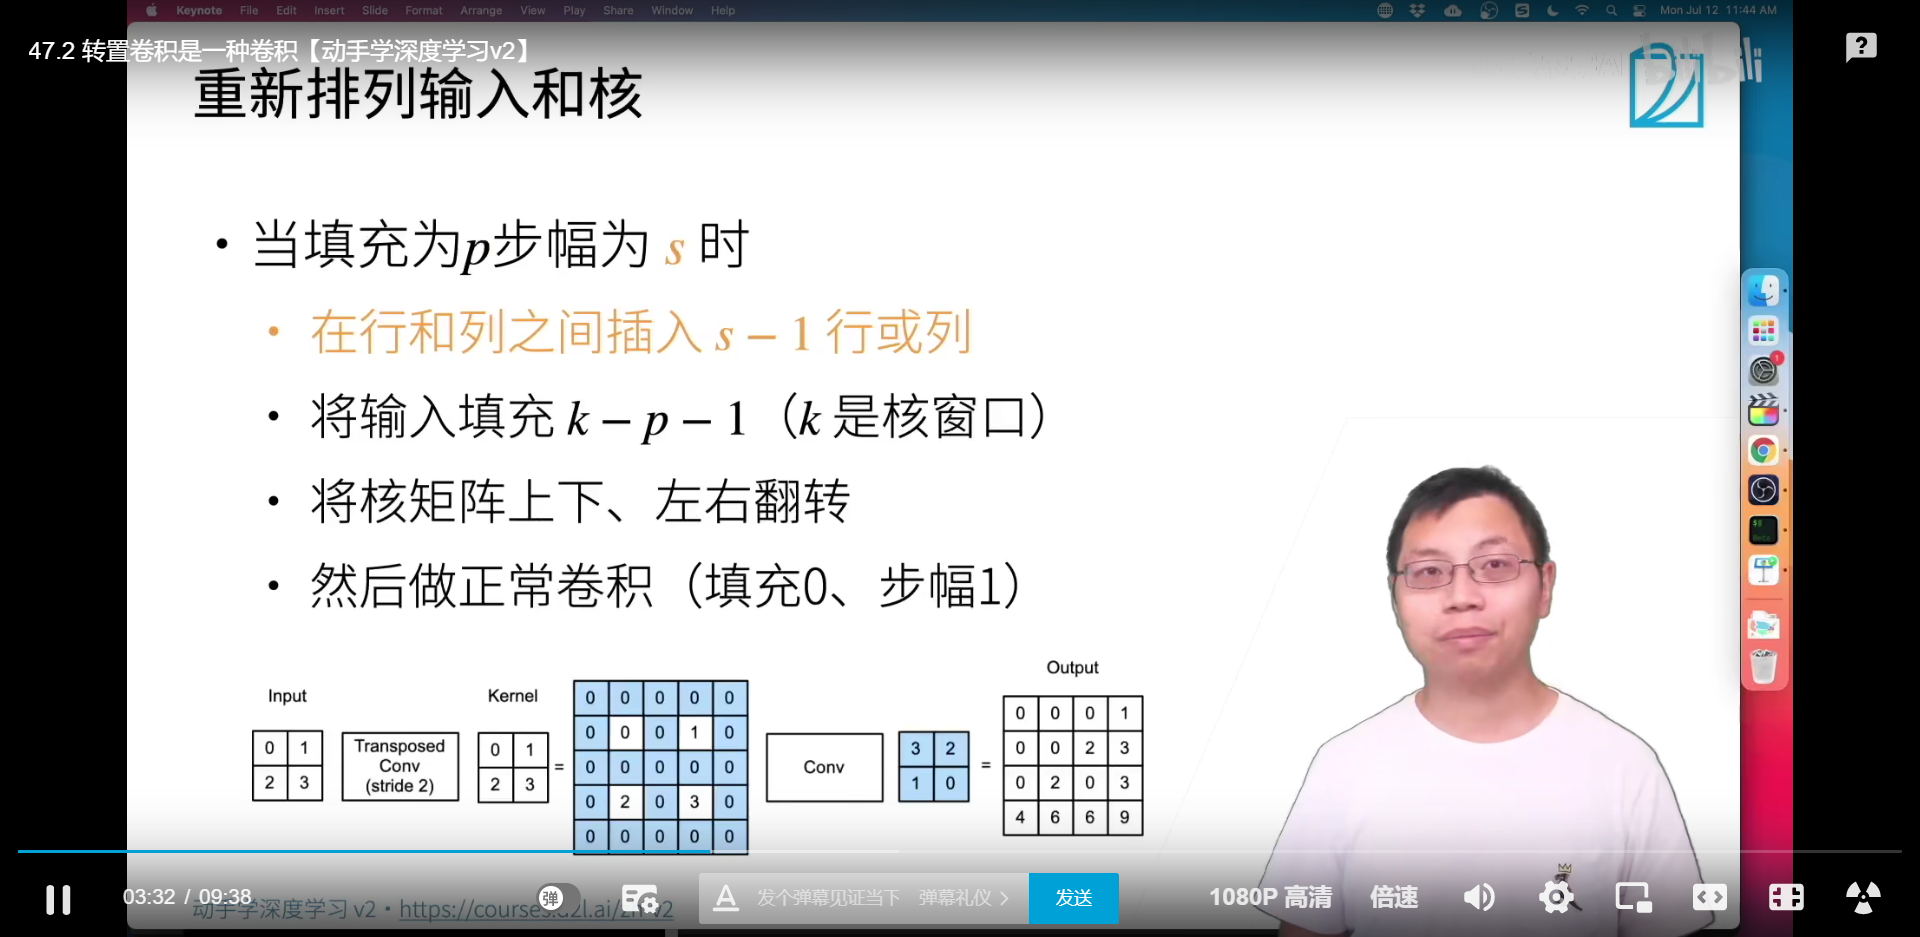 Keynote File Edit Insert Slide Format Arrange View Play Share Window Help Mon Jul 12 11:44 AM
47.2 转置卷积是一种卷积【动手学深度学习v2】
重新排列输入和核
• 当填充为p步幅为 s 时
• 在行和列之间插入 s – 1 行或列
• 将输入填充 k – p – 1（k 是核窗口）
• 将核矩阵上下、左右翻转
• 然后做正常卷积（填充0、步幅1）
Input
0 1
2 3
Transposed
Conv
(stride 2)
Kernel
0 1
2 3
=
0 0 0 0 0
0 0 0 1 0
0 0 0 0 0
0 2 0 3 0
0 0 0 0 0
Conv
3 2
1 0
=
Output
0 0 0 1
0 0 2 3
0 2 0 3
4 6 6 9
03:32 / 09:38
弹
发个弹幕见证当下 弹幕礼仪 >
发送
1080P 高清
倍速
动手学深度学习 v2 • https://courses.d2l.ai/zh-v2